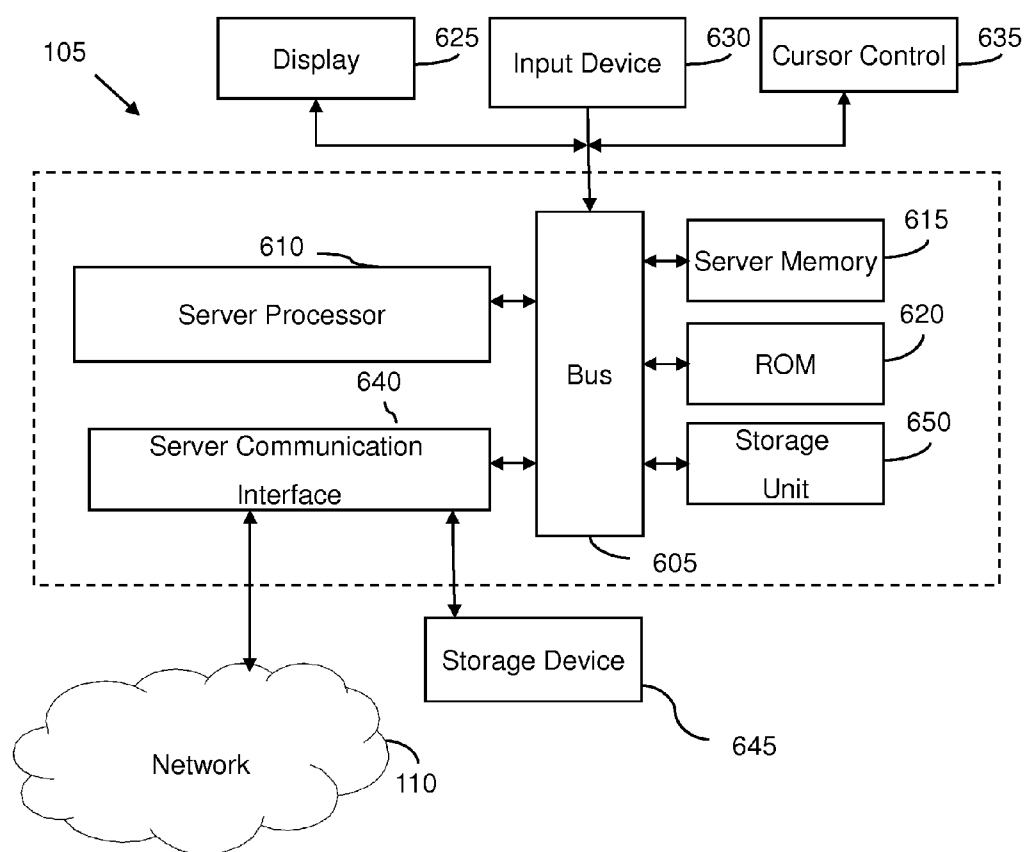 105
Display
625
Input Device
630
Cursor Control
635
610
Server Processor
Bus
Server Memory
615
ROM
620
640
Server Communication
Interface
Storage
Unit
650
605
Storage Device
645
Network
110